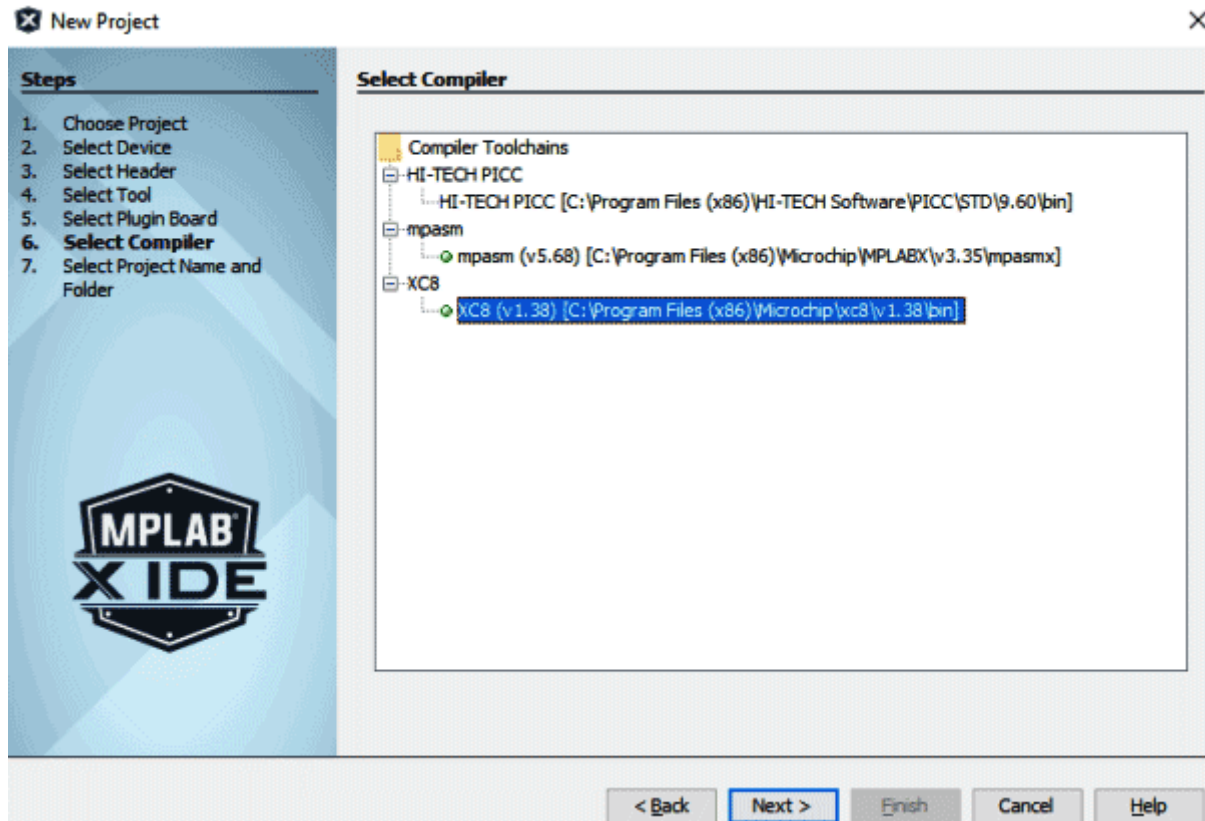 New Project
Steps
1. Choose Project
2. Select Device
3. Select Header
4. Select Tool
5. Select Plugin Board
6. Select Compiler
7. Select Project Name and
Folder
MPLAB
X IDE
Select Compiler
Compiler Toolchains
HI-TECH PICC
HI-TECH PICC [C:\Program Files (x86)\HI-TECH Software\PICC\STD\9.60\bin]
mpasm
mpasm (v5.68) [C:\Program Files (x86)\Microchip\MPLABX\v3.35\mpasmx]
XC8
XC8 (v1.38) [C:\Program Files (x86)\Microchip\xc8\v1.38\bin]
< Back Next > Finish Cancel Help